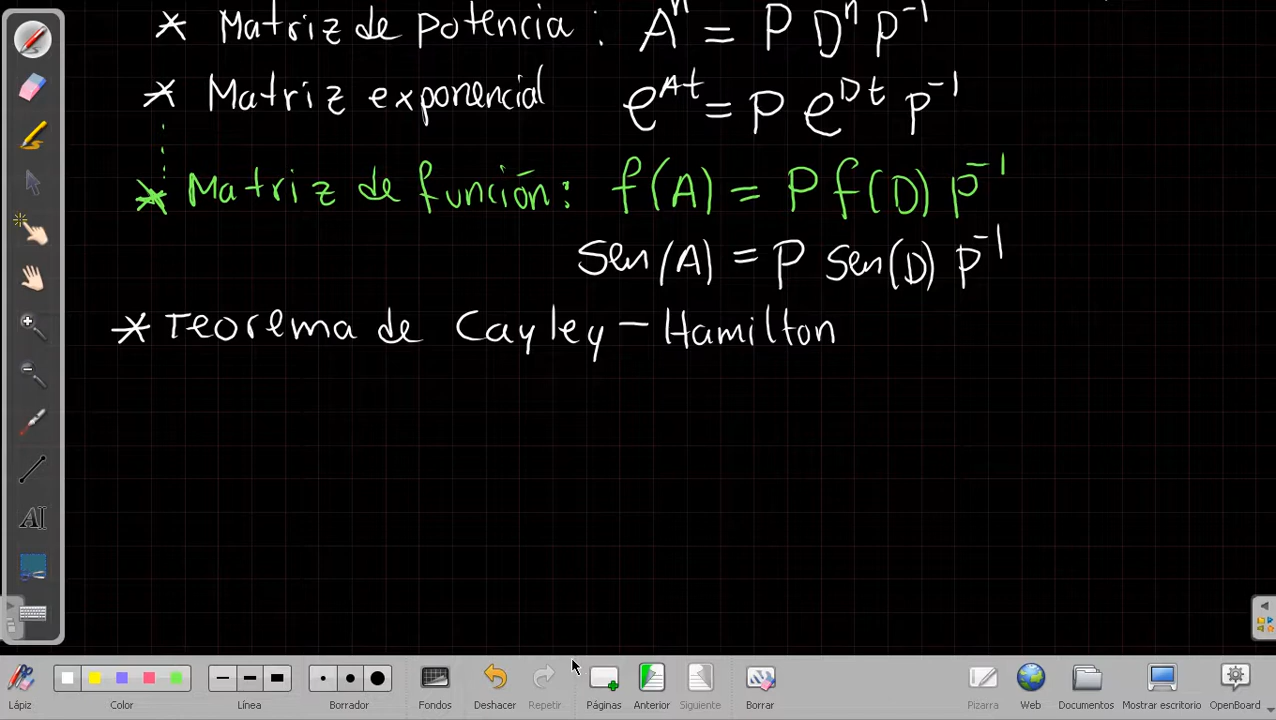 * Matriz de potencia : Aⁿ = P Dⁿ P⁻¹
* Matriz exponencial e^At = P e^Dt P⁻¹
* Matriz de función: f(A) = P f(D) P⁻¹
Sen(A) = P Sen(D) P⁻¹
* Teorema de Cayley - Hamilton
Lápiz Color Línea Borrador Fondos Deshacer Repetir Páginas Anterior Siguiente Borrar Pizarra Web Documentos Mostrar escritorio OpenBoard